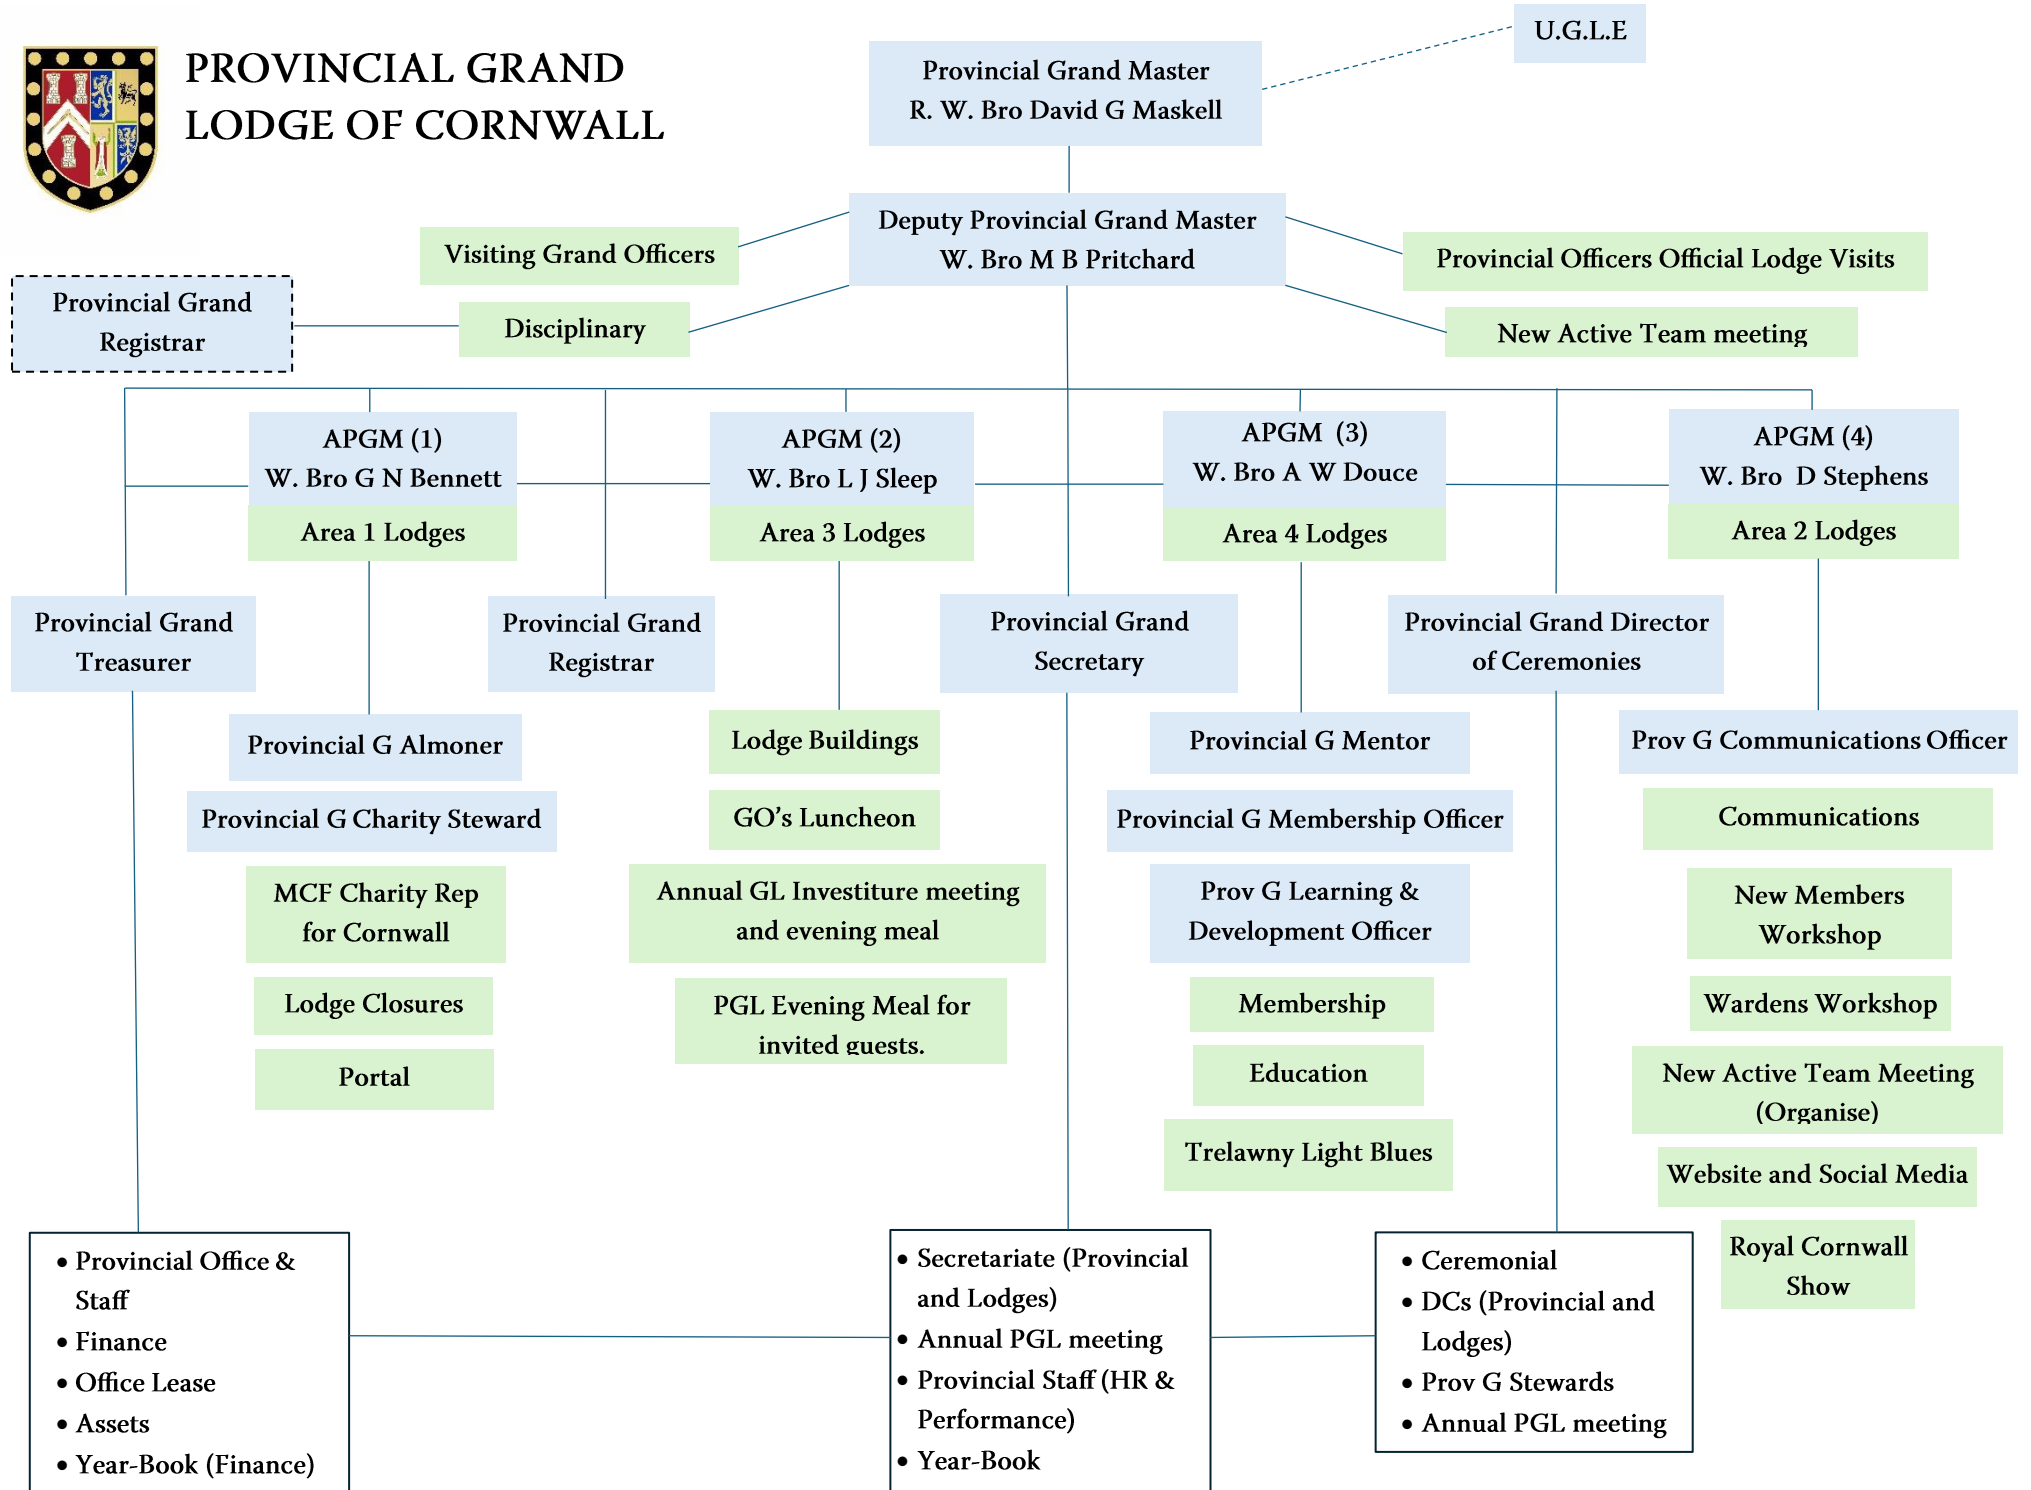 PROVINCIAL GRAND
LODGE OF CORNWALL
U.G.L.E
Provincial Grand Master
R. W. Bro David G Maskell
Deputy Provincial Grand Master
W. Bro M B Pritchard
Visiting Grand Officers
Disciplinary
Provincial Grand
Registrar
Provincial Officers Official Lodge Visits
New Active Team meeting
APGM (1)
W. Bro G N Bennett
Area 1 Lodges
APGM (2)
W. Bro L J Sleep
Area 3 Lodges
APGM (3)
W. Bro A W Douce
Area 4 Lodges
APGM (4)
W. Bro D Stephens
Area 2 Lodges
Provincial Grand
Treasurer
Provincial Grand
Registrar
Provincial Grand
Secretary
Provincial Grand Director
of Ceremonies
Provincial G Almoner
Provincial G Charity Steward
MCF Charity Rep
for Cornwall
Lodge Closures
Portal
Lodge Buildings
GO's Luncheon
Annual GL Investiture meeting
and evening meal
PGL Evening Meal for
invited guests.
Provincial G Mentor
Provincial G Membership Officer
Prov G Learning &
Development Officer
Membership
Education
Trelawny Light Blues
Prov G Communications Officer
Communications
New Members
Workshop
Wardens Workshop
New Active Team Meeting
(Organise)
Website and Social Media
Royal Cornwall
Show
• Provincial Office &
Staff
• Finance
• Office Lease
• Assets
• Year-Book (Finance)
• Secretariate (Provincial
and Lodges)
• Annual PGL meeting
• Provincial Staff (HR &
Performance)
• Year-Book
• Ceremonial
• DCs (Provincial and
Lodges)
• Prov G Stewards
• Annual PGL meeting